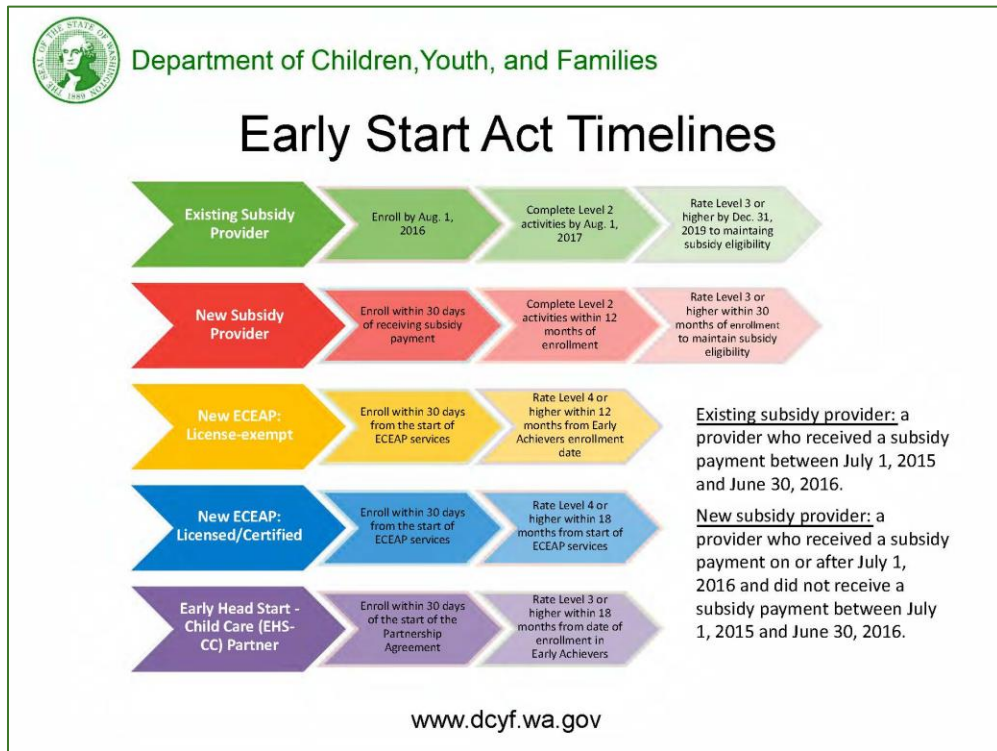 THE SEAL OF THE STATE OF WASHINGTON
1889
Department of Children,Youth, and Families
Early Start Act Timelines
Existing Subsidy
Provider
Enroll by Aug. 1,
2016
Complete Level 2
activities by Aug. 1,
2017
Rate Level 3 or
higher by Dec. 31,
2019 to maintaing
subsidy eligibility
New Subsidy
Provider
Enroll within 30 days
of receiving subsidy
payment
Complete Level 2
activities within 12
months of
enrollment
Rate Level 3 or
higher within 30
months of enrollment
to maintain subsidy
eligibility
New ECEAP:
License-exempt
Enroll within 30 days
from the start of
ECEAP services
Rate Level 4 or
higher within 12
months from Early
Achievers enrollment
date
New ECEAP:
Licensed/Certified
Enroll within 30 days
from the start of
ECEAP services
Rate Level 4 or
higher within 18
months from start of
ECEAP services
Early Head Start -
Child Care (EHS-
CC) Partner
Enroll within 30 days
of the start of the
Partnership
Agreement
Rate Level 3 or
higher within 18
months from date of
enrollment in
Early Achievers
Existing subsidy provider: a
provider who received a subsidy
payment between July 1, 2015
and June 30, 2016.
New subsidy provider: a
provider who received a subsidy
payment on or after July 1,
2016 and did not receive a
subsidy payment between July
1, 2015 and June 30, 2016.
www.dcyf.wa.gov